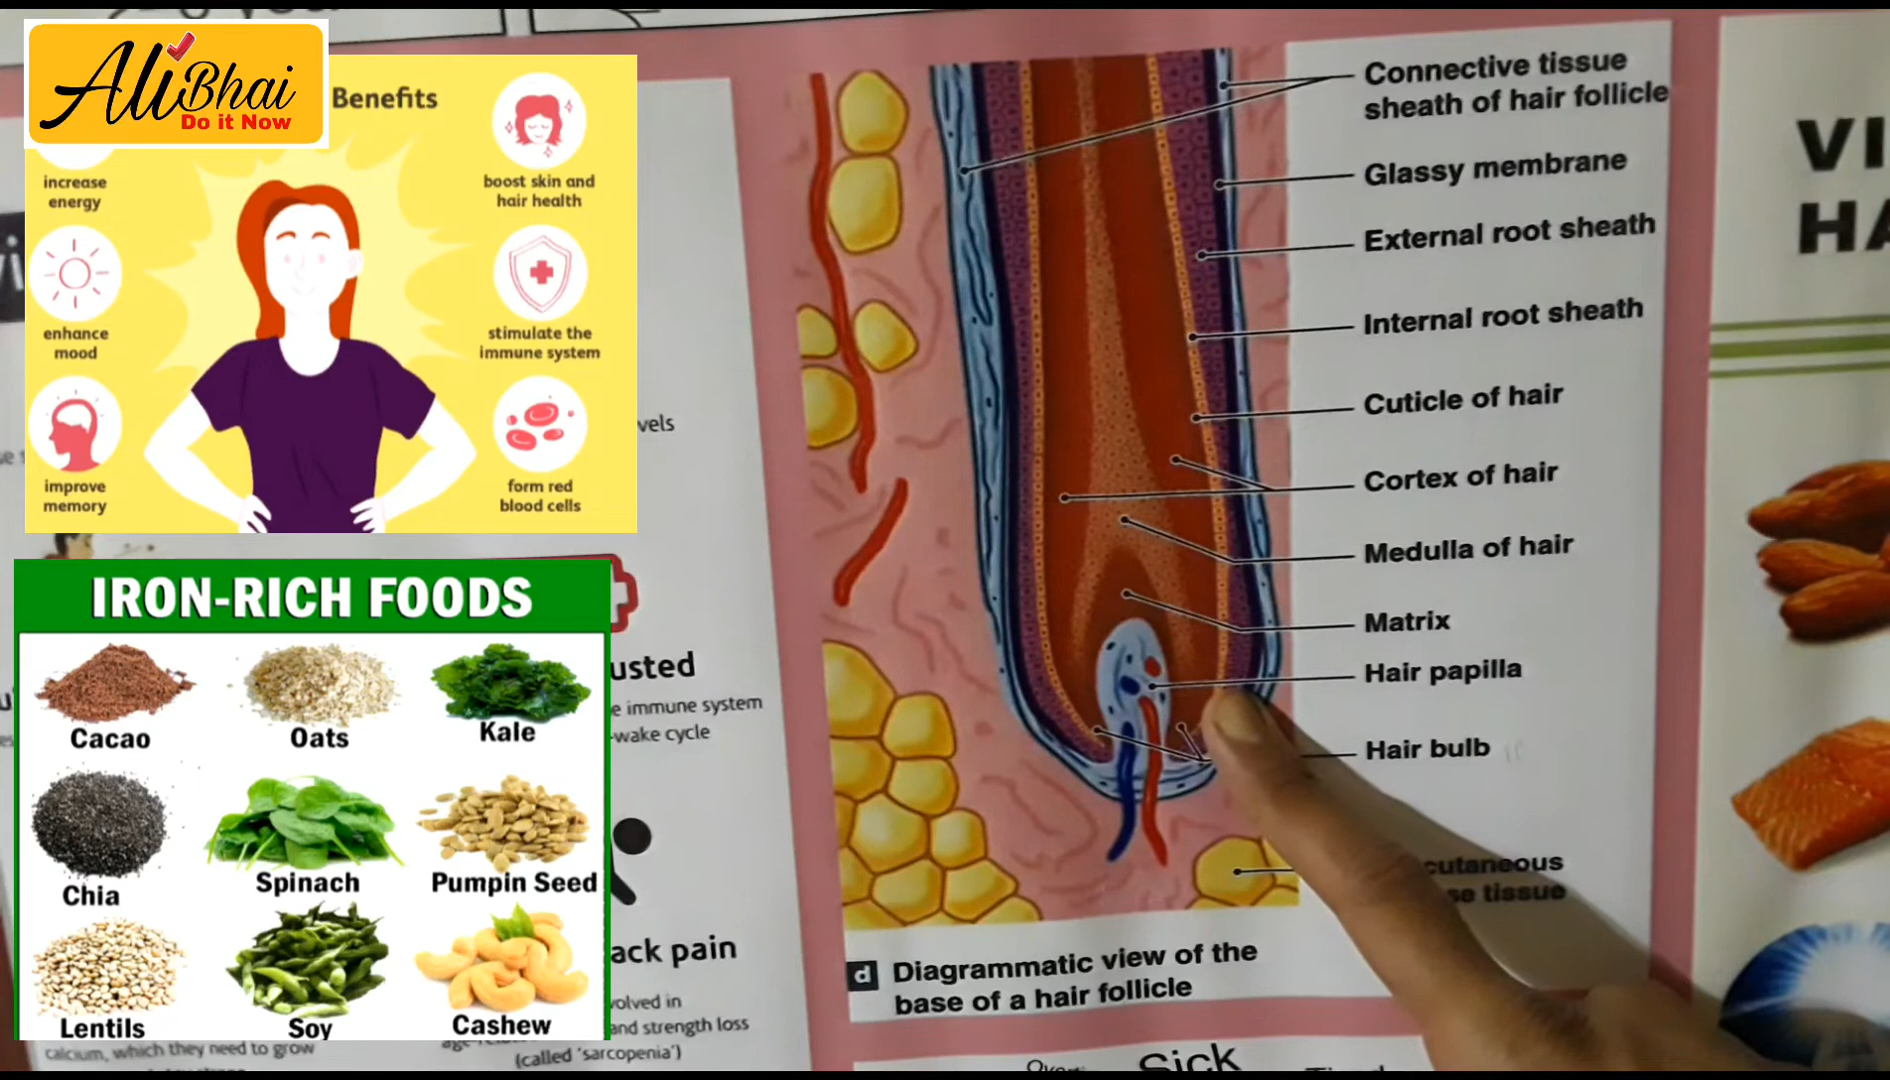 Ali Bhai
Do it Now
Benefits
increase
energy
boost skin and
hair health
enhance
mood
stimulate the
immune system
improve
memory
form red
blood cells
IRON-RICH FOODS
Cacao
Oats
Kale
Chia
Spinach
Pumpin Seed
Lentils
Soy
Cashew
vels
usted
e immune system
-wake cycle
ack pain
volved in
and strength loss
(called 'sarcopenia')
calcium, which they need to grow
Connective tissue
sheath of hair follicle
Glassy membrane
External root sheath
Internal root sheath
Cuticle of hair
Cortex of hair
Medulla of hair
Matrix
Hair papilla
Hair bulb
cutaneous
se tissue
d Diagrammatic view of the
base of a hair follicle
Sick
VI
HA